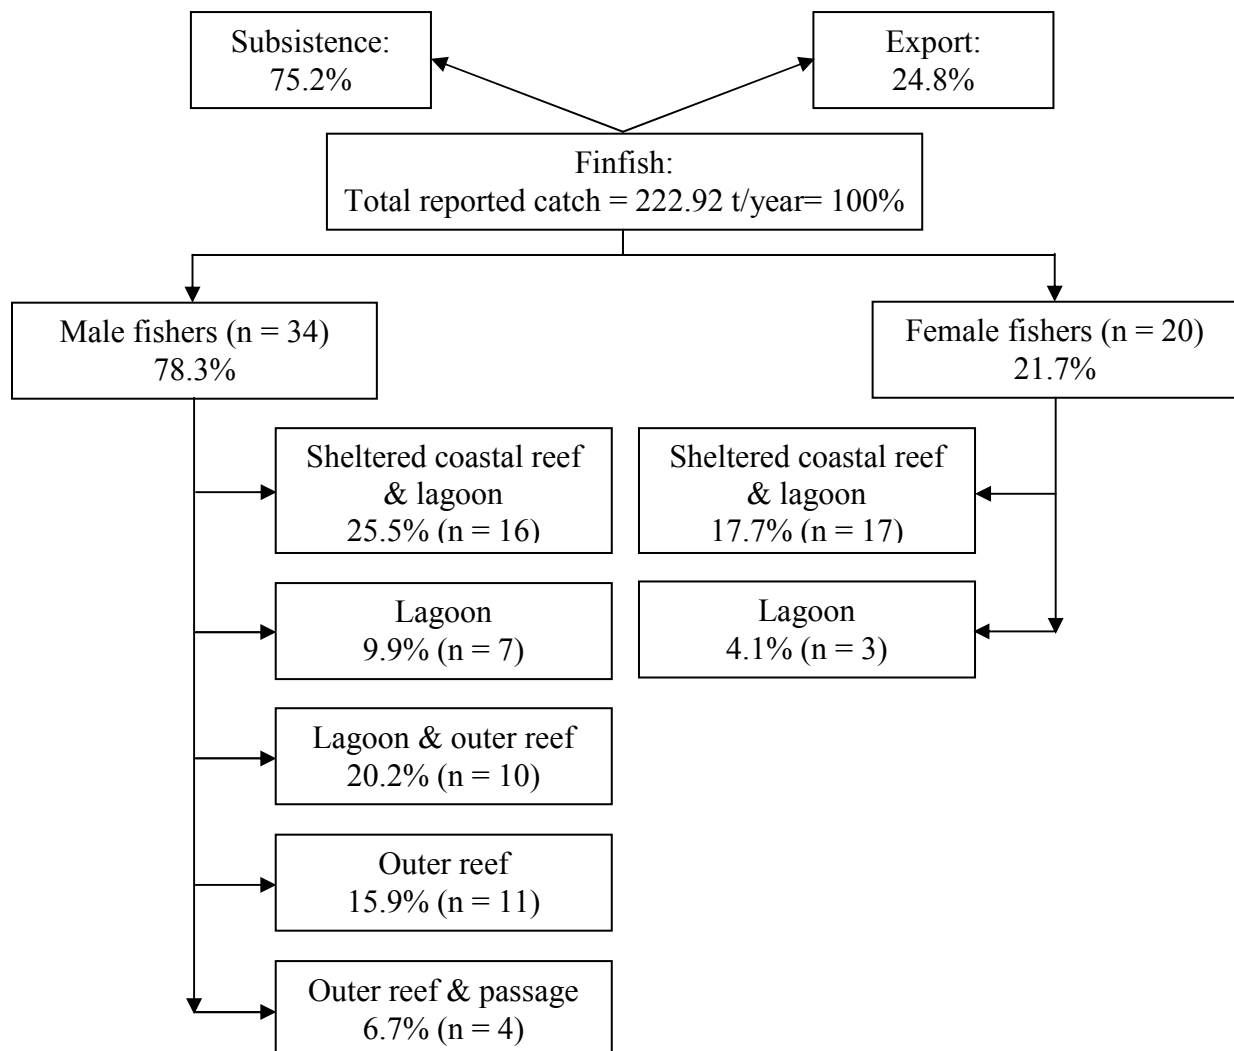 Subsistence:
75.2%
Export:
24.8%
Finfish:
Total reported catch = 222.92 t/year= 100%
Male fishers (n = 34)
78.3%
Female fishers (n = 20)
21.7%
Sheltered coastal reef
& lagoon
25.5% (n = 16)
Sheltered coastal reef
& lagoon
17.7% (n = 17)
Lagoon
9.9% (n = 7)
Lagoon
4.1% (n = 3)
Lagoon & outer reef
20.2% (n = 10)
Outer reef
15.9% (n = 11)
Outer reef & passage
6.7% (n = 4)